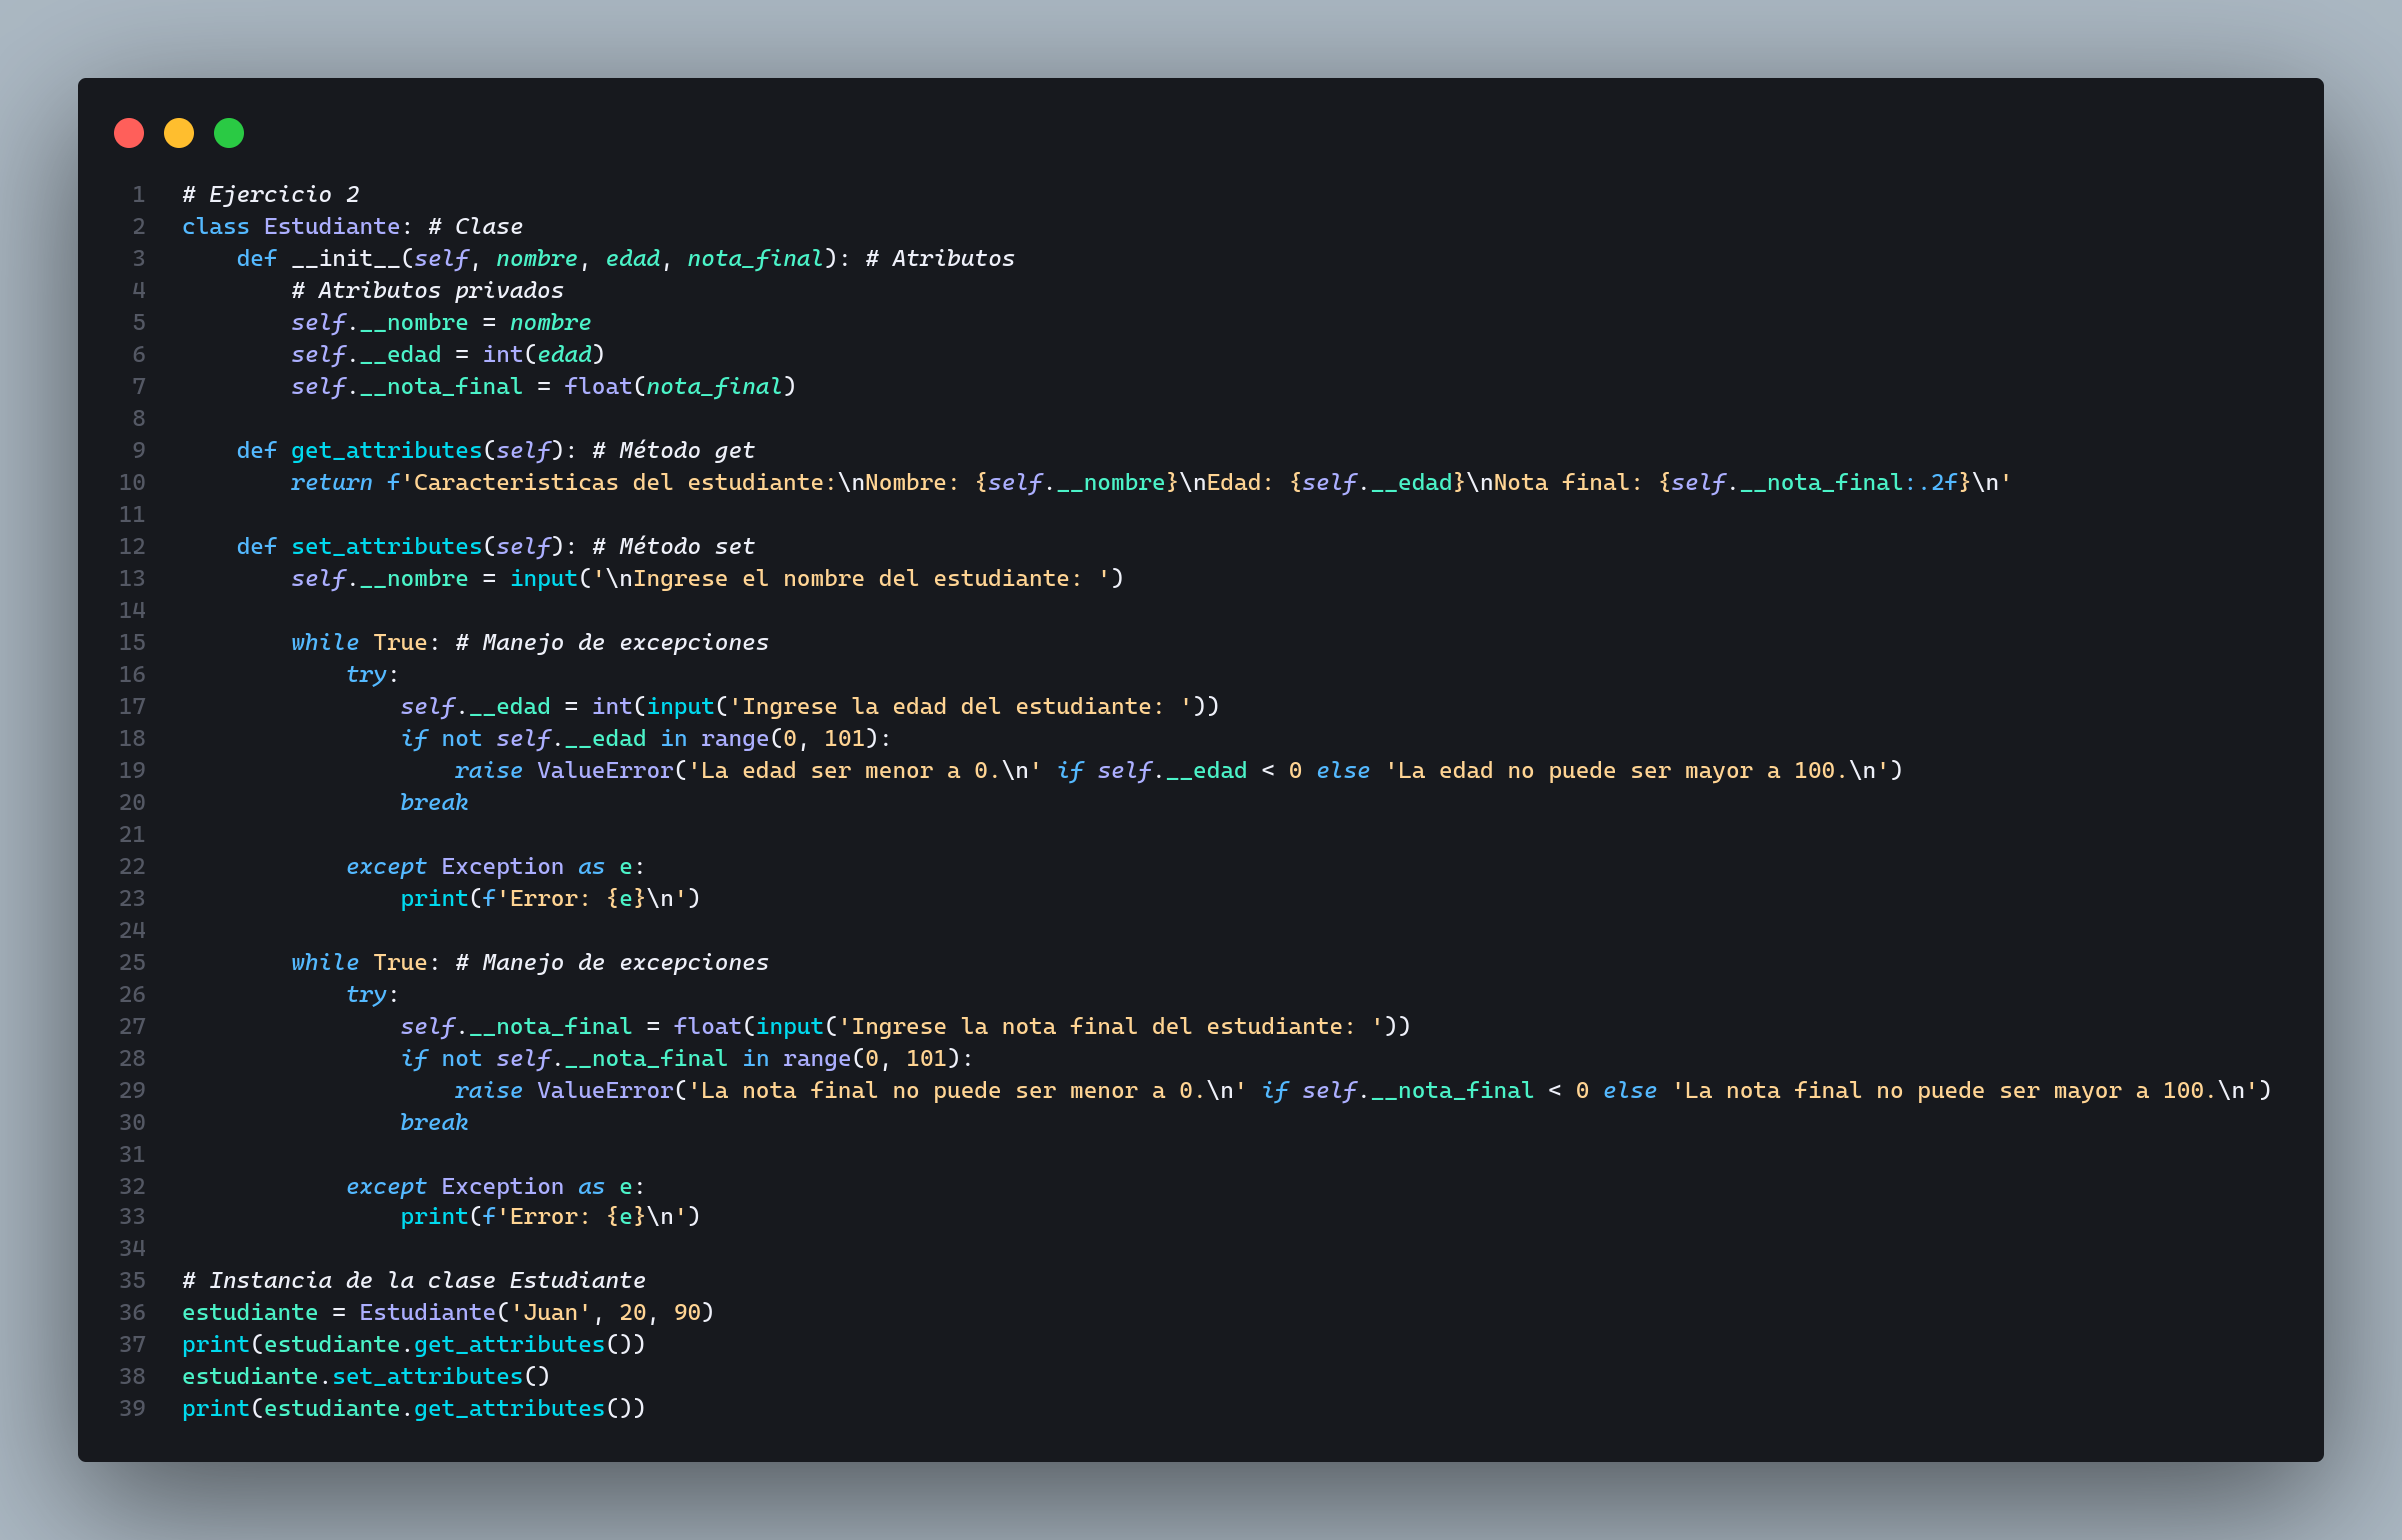 1 # Ejercicio 2
2 class Estudiante: # Clase
3     def __init__(self, nombre, edad, nota_final): # Atributos
4         # Atributos privados
5         self.__nombre = nombre
6         self.__edad = int(edad)
7         self.__nota_final = float(nota_final)
8
9     def get_attributes(self): # Método get
10         return f'Caracteristicas del estudiante:\nNombre: {self.__nombre}\nEdad: {self.__edad}\nNota final: {self.__nota_final:.2f}\n'
11
12     def set_attributes(self): # Método set
13         self.__nombre = input('\nIngrese el nombre del estudiante: ')
14
15         while True: # Manejo de excepciones
16             try:
17                 self.__edad = int(input('Ingrese la edad del estudiante: '))
18                 if not self.__edad in range(0, 101):
19                     raise ValueError('La edad ser menor a 0.\n' if self.__edad < 0 else 'La edad no puede ser mayor a 100.\n')
20                 break
21
22             except Exception as e:
23                 print(f'Error: {e}\n')
24
25         while True: # Manejo de excepciones
26             try:
27                 self.__nota_final = float(input('Ingrese la nota final del estudiante: '))
28                 if not self.__nota_final in range(0, 101):
29                     raise ValueError('La nota final no puede ser menor a 0.\n' if self.__nota_final < 0 else 'La nota final no puede ser mayor a 100.\n')
30                 break
31
32             except Exception as e:
33                 print(f'Error: {e}\n')
34
35 # Instancia de la clase Estudiante
36 estudiante = Estudiante('Juan', 20, 90)
37 print(estudiante.get_attributes())
38 estudiante.set_attributes()
39 print(estudiante.get_attributes())